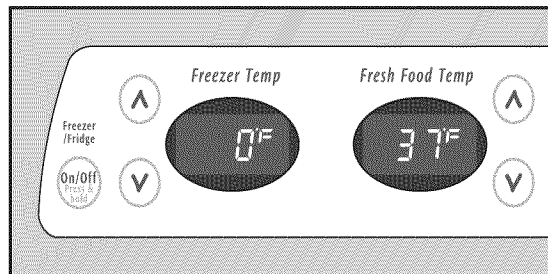 Freezer Temp
Fresh Food Temp
0°F
37°F
Freezer
/Fridge
On/Off
Press &
hold